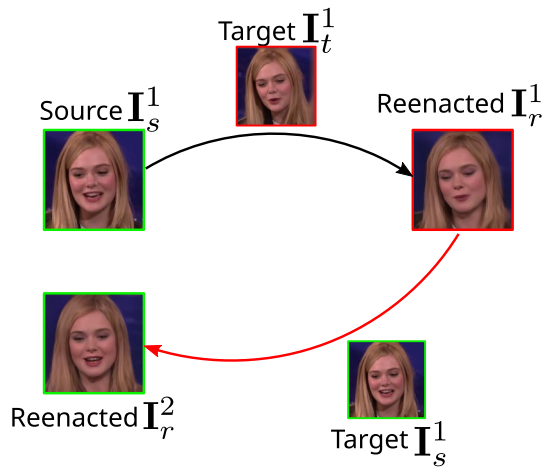 Target I_t^1
Source I_s^1
Reenacted I_r^1
Reenacted I_r^2
Target I_s^1